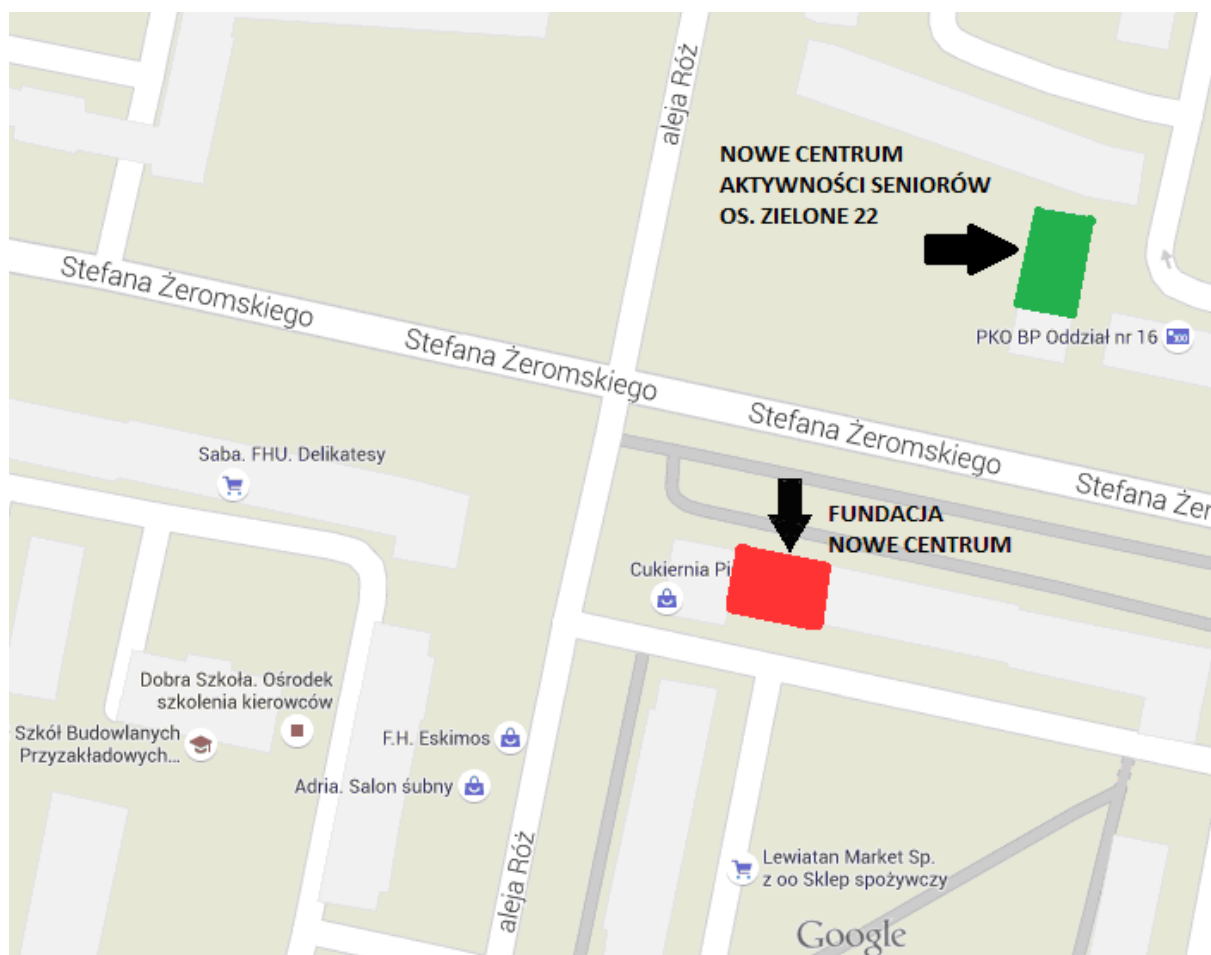 aleja Róż
NOWE CENTRUM
AKTYWNOŚCI SENIORÓW
OS. ZIELONE 22
Stefana Żeromskiego
Stefana Żeromskiego
PKO BP Oddział nr 16
Stefana Żeromskiego
Saba. FHU. Delikatesy
Stefana Żer
FUNDACJA
NOWE CENTRUM
Cukiernia Pi
Dobra Szkoła. Ośrodek
szkolenia kierowców
Szkół Budowlanych
Przyzakładowych...
F.H. Eskimos
Adria. Salon śubny
aleja Róż
Lewiatan Market Sp.
z oo Sklep spożywczy
Google